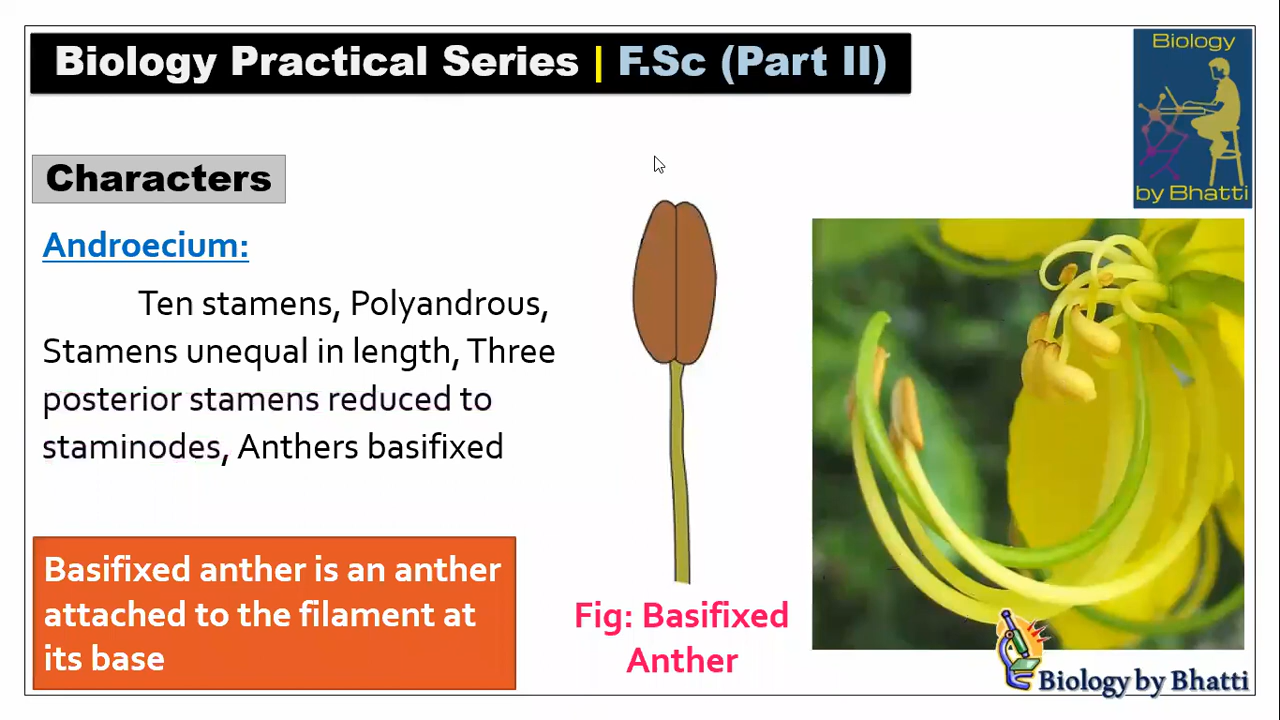 Biology Practical Series | F.Sc (Part II)
Biology
by Bhatti
Characters
Androecium:
Ten stamens, Polyandrous,
Stamens unequal in length, Three
posterior stamens reduced to
staminodes, Anthers basifixed
Basifixed anther is an anther
attached to the filament at
its base
Fig: Basifixed
Anther
Biology by Bhatti